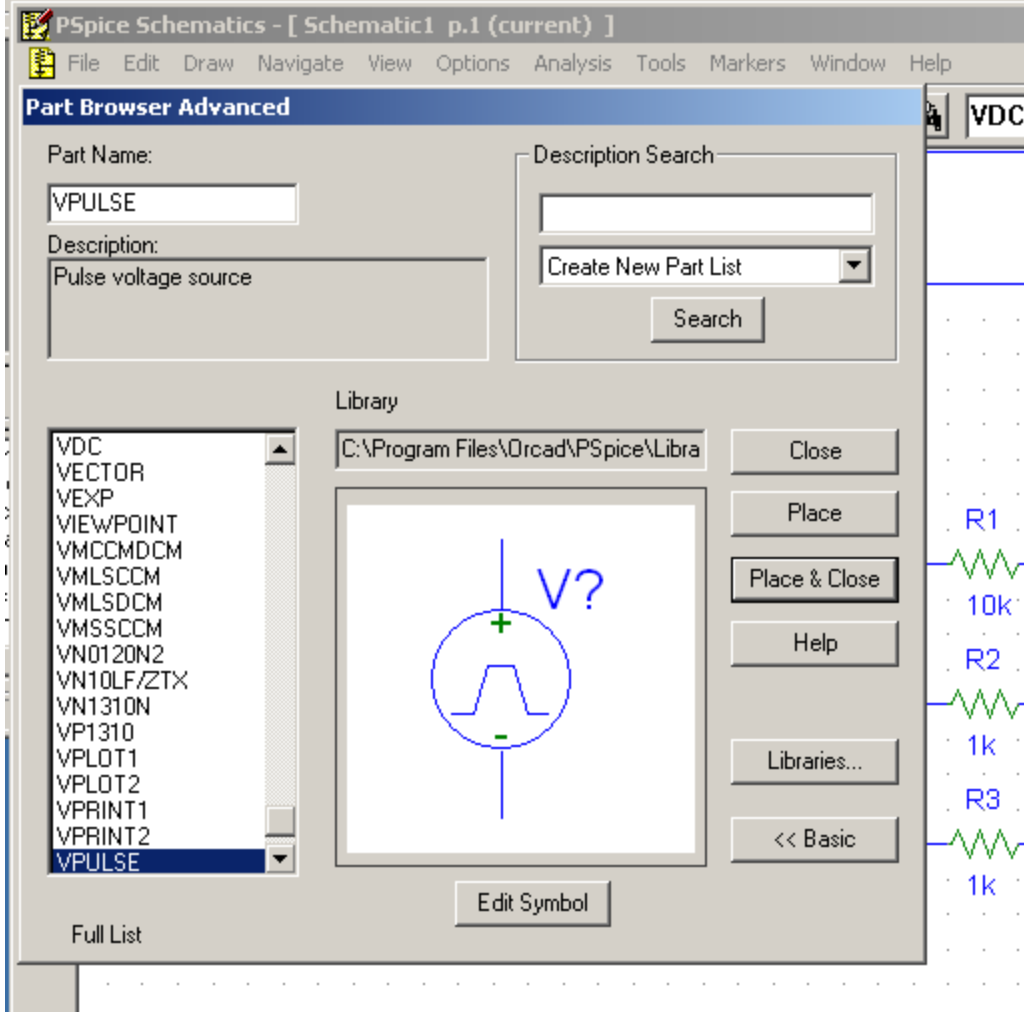 PSpice Schematics - [ Schematic1 p.1 (current) ]
File Edit Draw Navigate View Options Analysis Tools Markers Window Help
Part Browser Advanced
VDC
Part Name:
VPULSE
Description:
Pulse voltage source
Description Search
Create New Part List
Search
Library
C:\Program Files\Orcad\PSpice\Libra
VDC
VECTOR
VEXP
VIEWPOINT
VMCCMDCM
VMLSCCM
VMLSDCM
VMSSCCM
VN0120N2
VN10LF/ZTX
VN1310N
VP1310
VPLOT1
VPLOT2
VPRINT1
VPRINT2
VPULSE
Full List
V?
+
-
Edit Symbol
Close
Place
Place & Close
Help
Libraries...
<< Basic
R1
10k
R2
1k
R3
1k